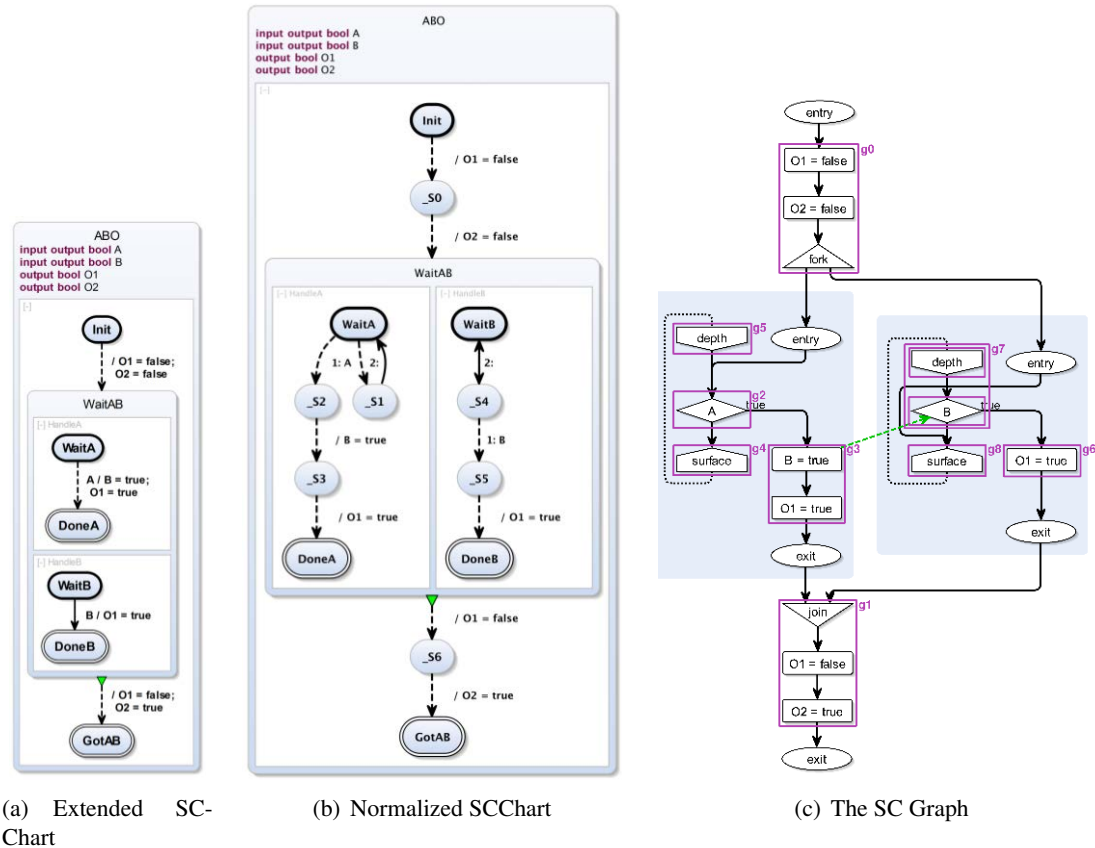 ABO
input output bool A
input output bool B
output bool O1
output bool O2
[-]
Init
/ O1 = false;
O2 = false
WaitAB
[-] HandleA
WaitA
A / B = true;
O1 = true
DoneA
[-] HandleB
WaitB
B / O1 = true
DoneB
/ O1 = false;
O2 = true
GotAB
(a) Extended SC-
Chart
ABO
input output bool A
input output bool B
output bool O1
output bool O2
[-]
Init
/ O1 = false
_S0
/ O2 = false
WaitAB
[-] HandleA
WaitA
1: A
2:
_S2
_S1
/ B = true
_S3
/ O1 = true
DoneA
[-] HandleB
WaitB
2:
_S4
1: B
_S5
/ O1 = true
DoneB
/ O1 = false
_S6
/ O2 = true
GotAB
(b) Normalized SCChart
entry
g0
O1 = false
O2 = false
fork
g5
depth
entry
g2
A
true
surface
g4
B = true
g3
O1 = true
exit
g7
depth
entry
B
true
surface
g8
O1 = true
g6
exit
join
g1
O1 = false
O2 = true
exit
(c) The SC Graph